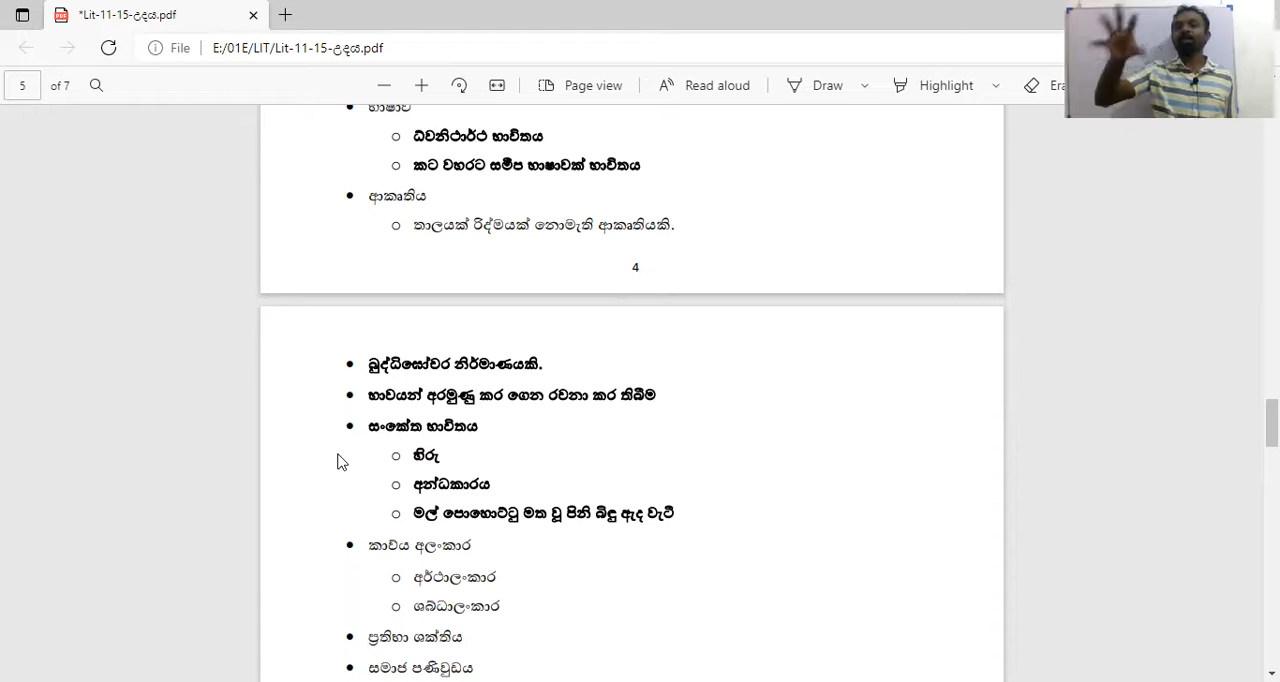 *Lit-11-15-උදය.pdf
File E:/01E/LIT/Lit-11-15-උදය.pdf
5 of 7 Page view Read aloud Draw Highlight
භාෂාව
ධ්වනිථාර්ථ භාවිතය
කට වහරට සමීප භාෂාවක් භාවිතය
ආකෘතිය
තාලයක් රිද්මයක් නොමැති ආකෘතියකි.
4
බුද්ධිඝෝචර නිර්මාණයකි.
භාවයන් අරමුණු කර ගෙන රචනා කර තිබීම
සංකේත භාවිතය
හිරු
අන්ධකාරය
මල් පොහොට්ටු මත වූ පිනි බිඳු ඇද වැටී
කාව්ය අලංකාර
අර්ථාලංකාර
ශබ්ධාලංකාර
ප්‍රතිභා ශක්තිය
සමාජ පණිවුඩය